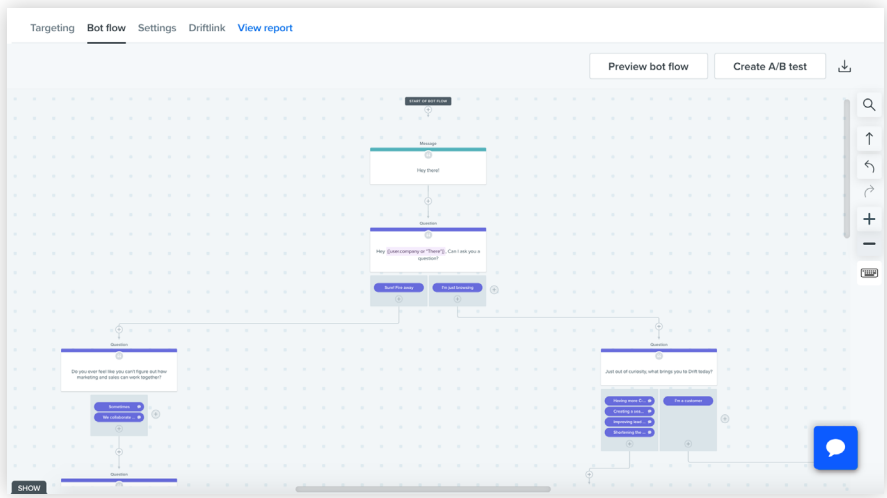 Targeting Bot flow Settings Driftlink View report
Preview bot flow Create A/B test
START OF BOT FLOW
Message
Hey there!
Question
Hey {{user.company or "There"}} , Can I ask you a
question?
Sure! Fire away I'm just browsing
Question
Do you ever feel like you can't figure out how
marketing and sales can work together?
Sometimes
We collaborate ...
Question
Question
Just out of curiosity, what brings you to Drift today?
Having more C... I'm a customer
Creating a cus...
Improving lead...
Shortening the ...
SHOW